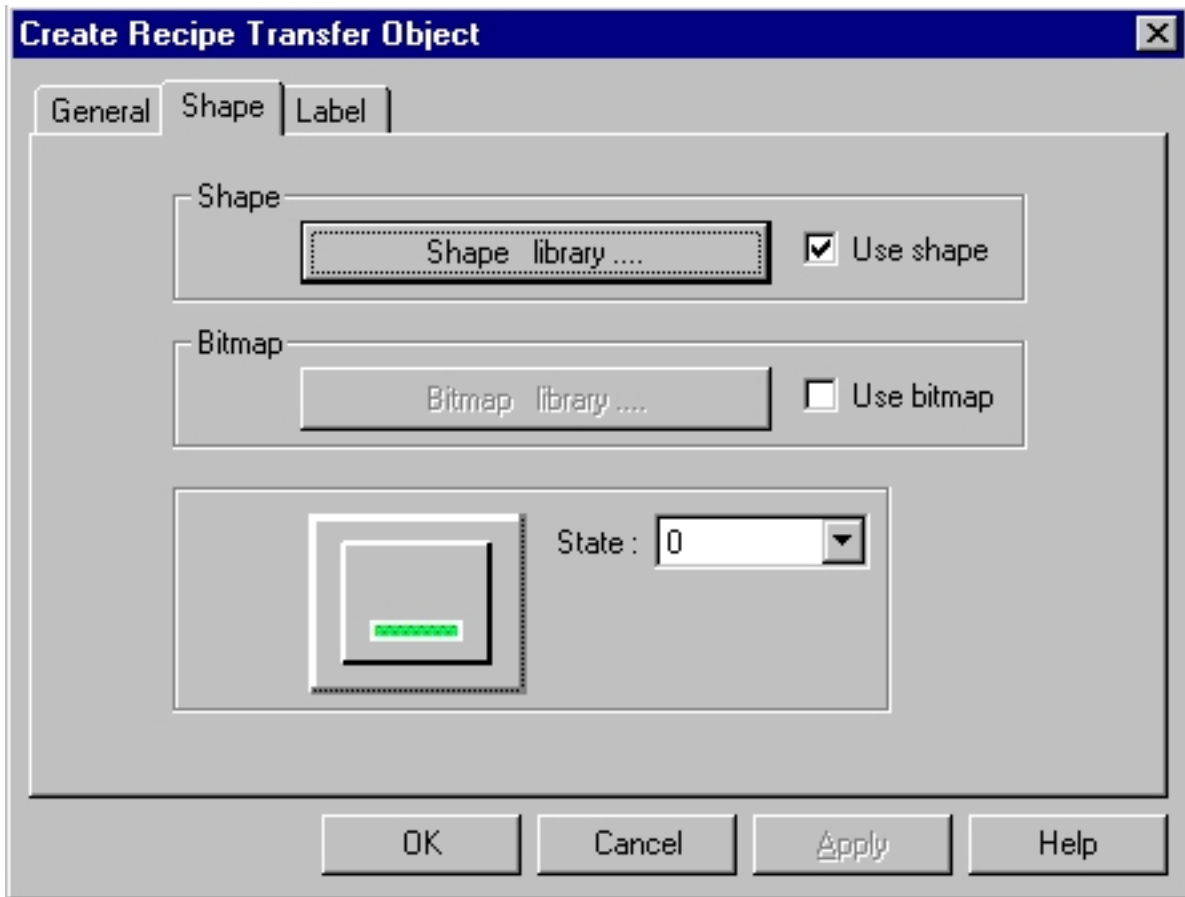 Create Recipe Transfer Object
General Shape Label
Shape
Shape library ....
Use shape
Bitmap
Bitmap library ....
Use bitmap
State : 0
OK Cancel Apply Help